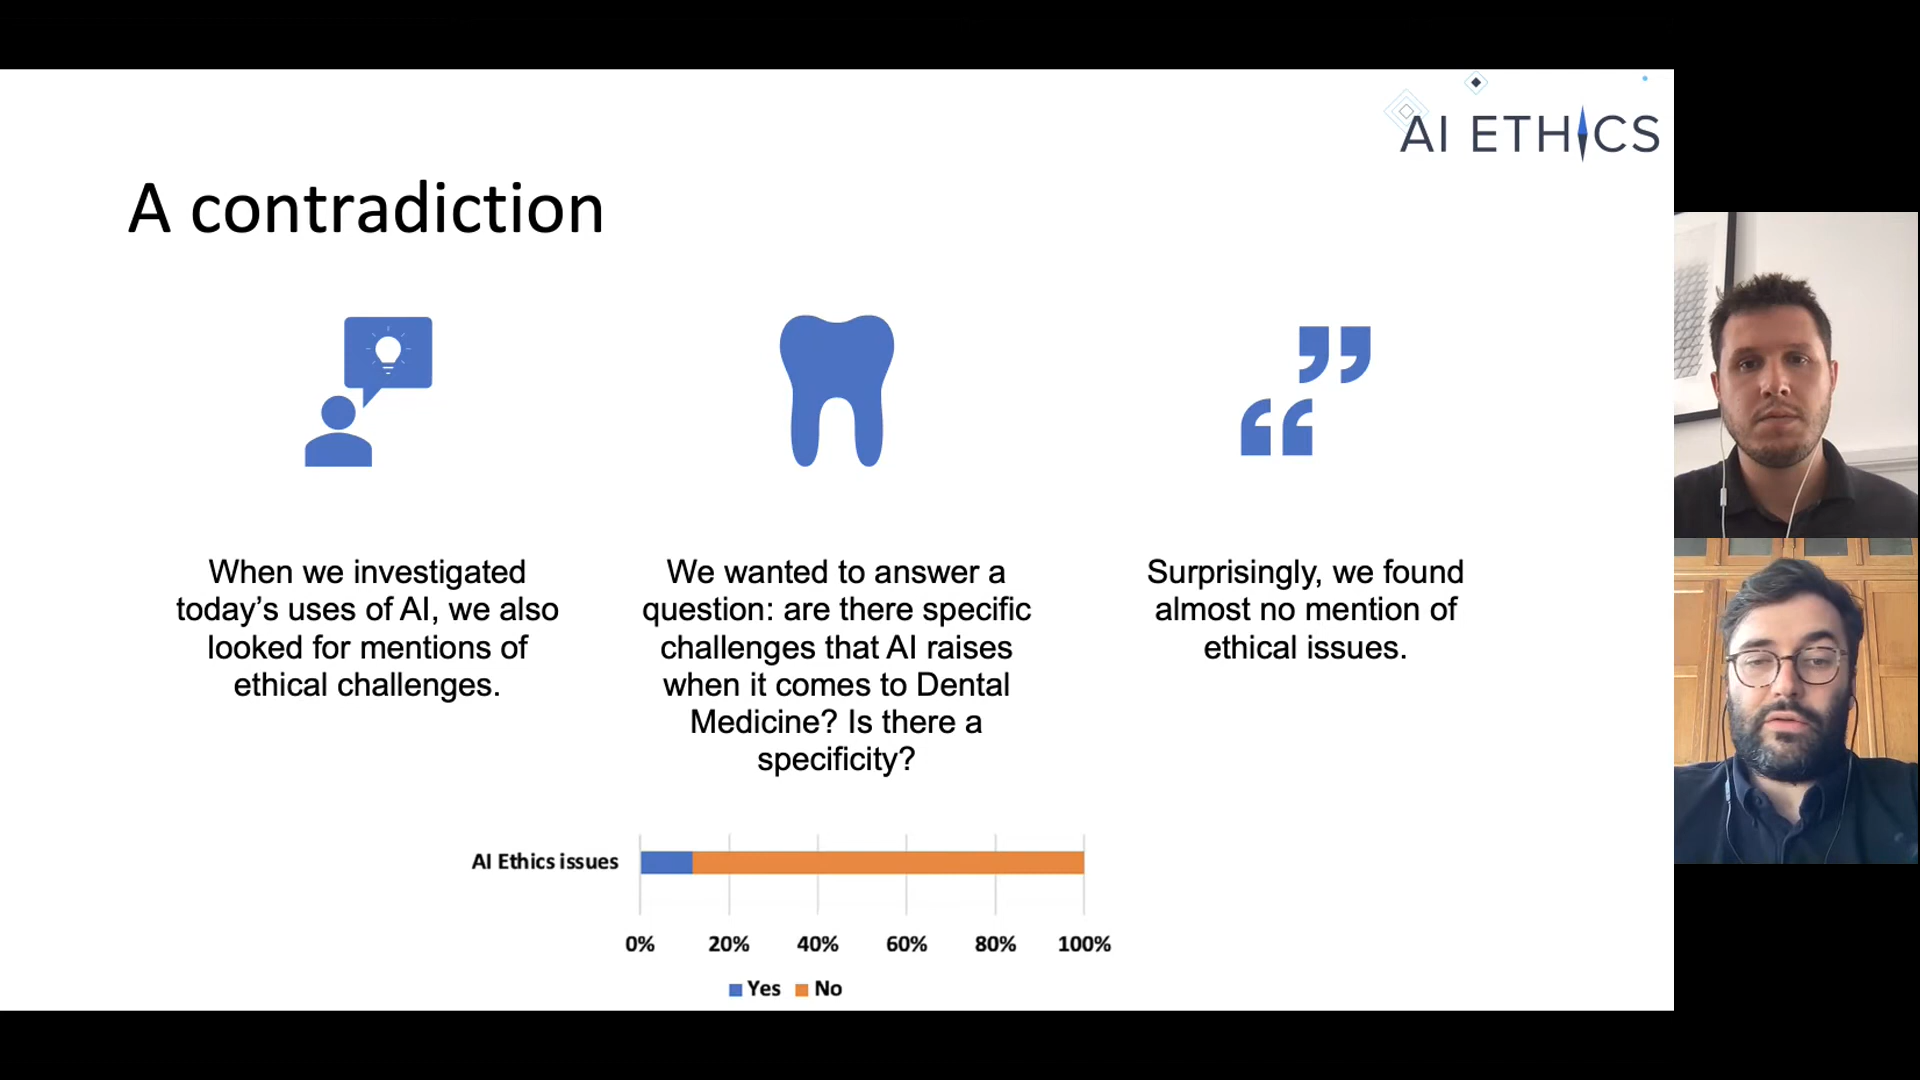 AI ETHICS
A contradiction
When we investigated
today’s uses of AI, we also
looked for mentions of
ethical challenges.
We wanted to answer a
question: are there specific
challenges that AI raises
when it comes to Dental
Medicine? Is there a
specificity?
Surprisingly, we found
almost no mention of
ethical issues.
AI Ethics issues
0% 20% 40% 60% 80% 100%
Yes No